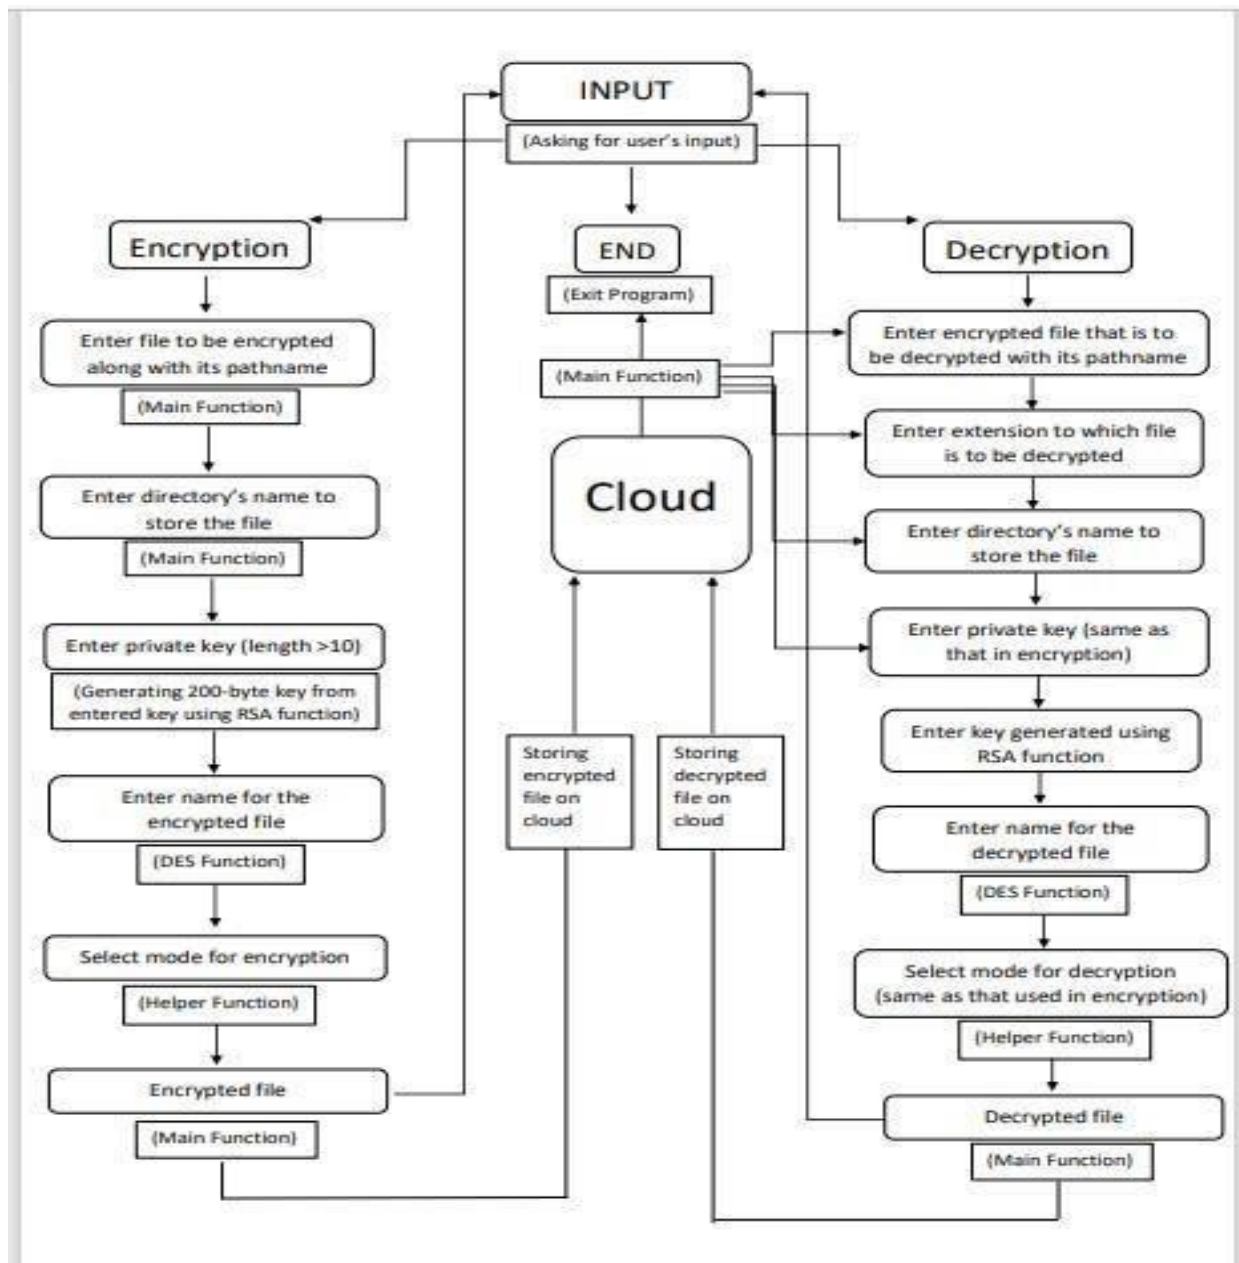 INPUT
(Asking for user's input)
Encryption
Enter file to be encrypted
along with its pathname
(Main Function)
Enter directory's name to
store the file
(Main Function)
Enter private key (length >10)
(Generating 200-byte key from
entered key using RSA function)
Enter name for the
encrypted file
(DES Function)
Select mode for encryption
(Helper Function)
Encrypted file
(Main Function)
END
(Exit Program)
(Main Function)
Cloud
Storing
encrypted
file on
cloud
Storing
decrypted
file on
cloud
Decryption
Enter encrypted file that is to
be decrypted with its pathname
Enter extension to which file
is to be decrypted
Enter directory's name to
store the file
Enter private key (same as
that in encryption)
Enter key generated using
RSA function
Enter name for the
decrypted file
(DES Function)
Select mode for decryption
(same as that used in encryption)
(Helper Function)
Decrypted file
(Main Function)